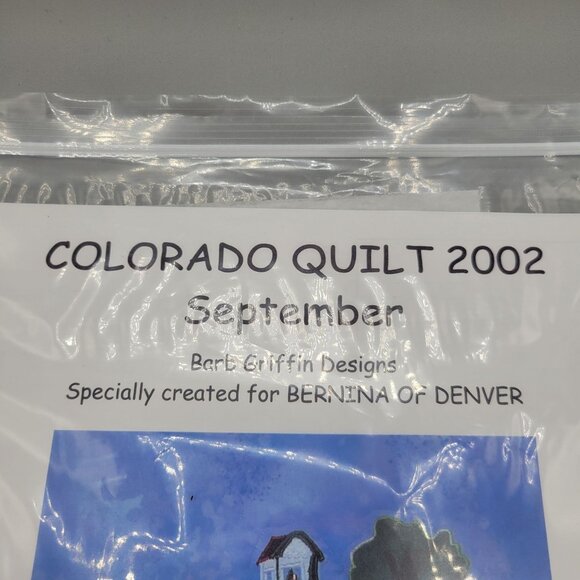 COLORADO QUILT 2002
September
Barb Griffin Designs
Specially created for BERNINA OF DENVER